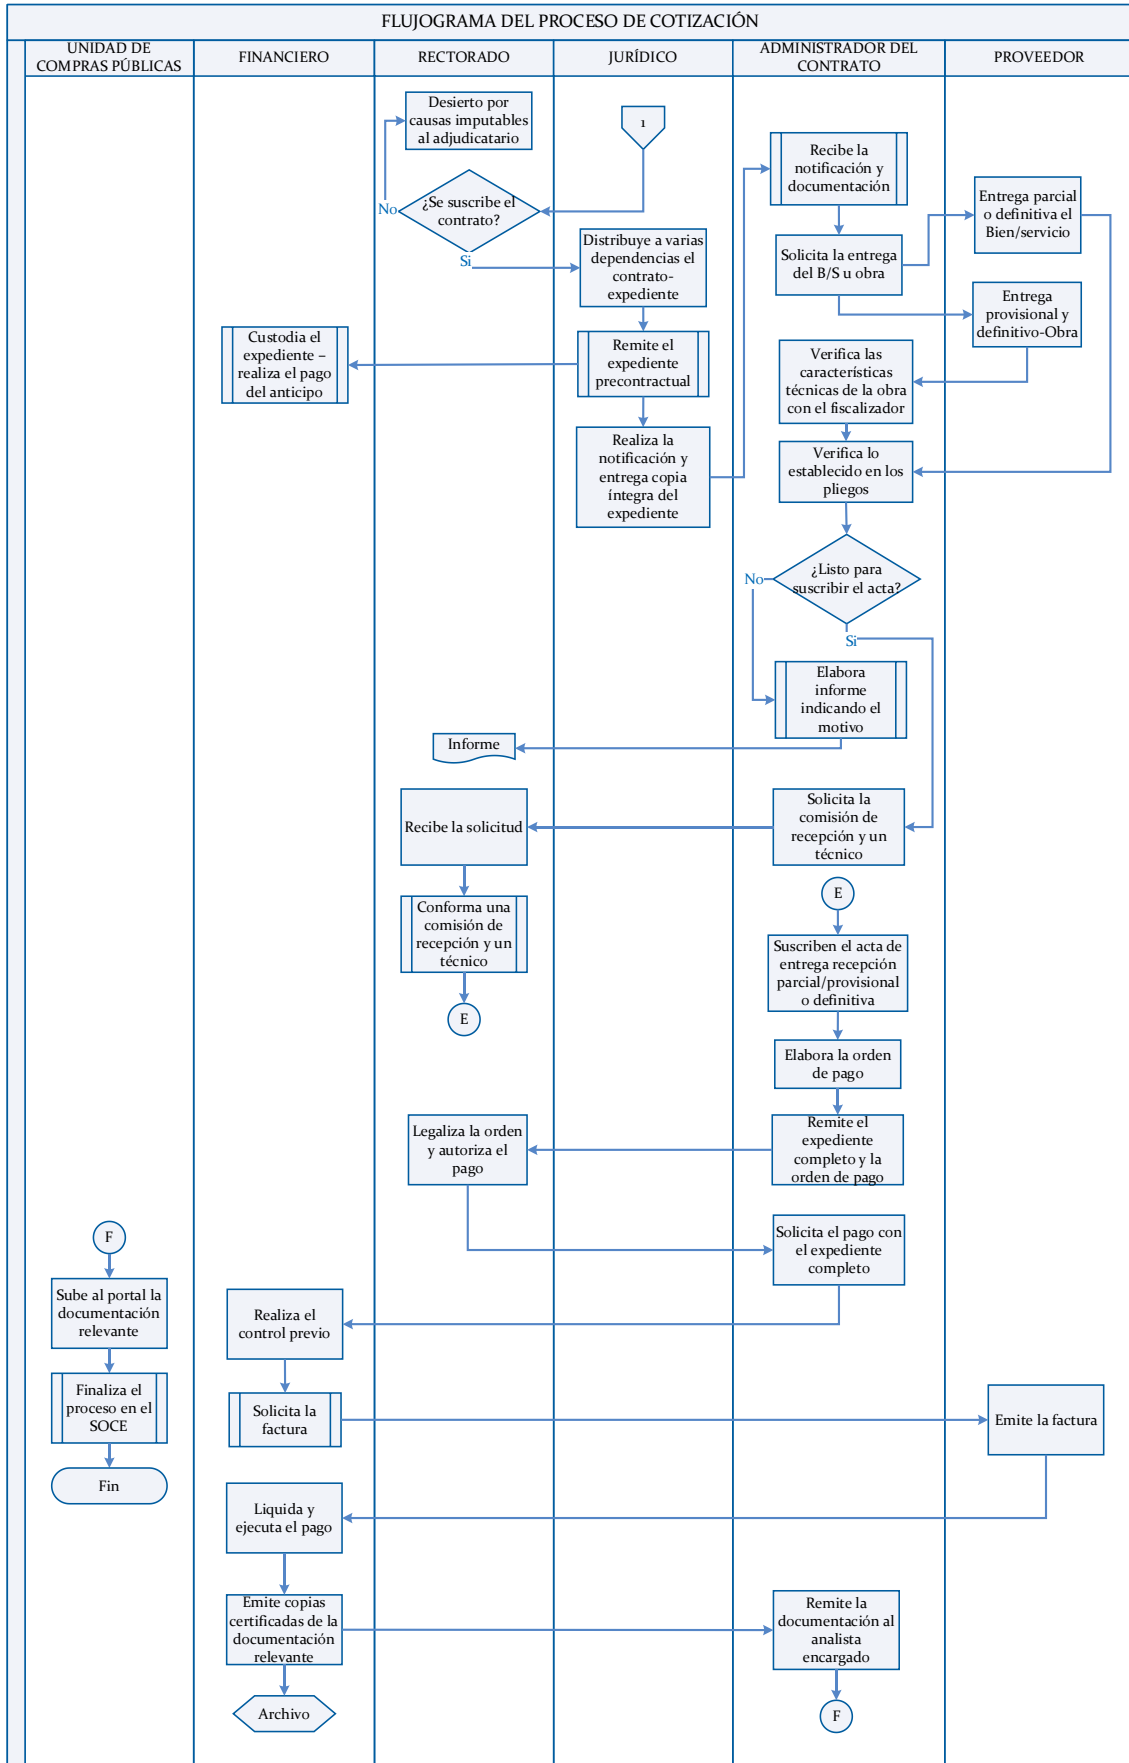 FLUJOGRAMA DEL PROCESO DE COTIZACIÓN
UNIDAD DE
COMPRAS PÚBLICAS
FINANCIERO
RECTORADO
JURÍDICO
ADMINISTRADOR DEL
CONTRATO
PROVEEDOR
Desierto por
causas imputables
al adjudicatario
1
Recibe la
notificación y
documentación
Entrega parcial
o definitiva el
Bien/servicio
No
¿Se suscribe el
contrato?
Si
Distribuye a varias
dependencias el
contrato-
expediente
Solicita la entrega
del B/S u obra
Entrega
provisional y
definitivo-Obra
Custodia el
expediente –
realiza el pago
del anticipo
Remite el
expediente
precontractual
Verifica las
características
técnicas de la obra
con el fiscalizador
Realiza la
notificación y
entrega copia
íntegra del
expediente
Verifica lo
establecido en los
pliegos
¿Listo para
suscribir el acta?
No
Si
Elabora
informe
indicando el
motivo
Informe
Recibe la solicitud
Solicita la
comisión de
recepción y un
técnico
Conforma una
comisión de
recepción y un
técnico
E
E
Suscriben el acta de
entrega recepción
parcial/provisional
o definitiva
Elabora la orden
de pago
Legaliza la orden
y autoriza el
pago
Remite el
expediente
completo y la
orden de pago
F
Solicita el pago con
el expediente
completo
Sube al portal la
documentación
relevante
Realiza el
control previo
Finaliza el
proceso en el
SOCE
Solicita la
factura
Emite la factura
Fin
Liquida y
ejecuta el pago
Emite copias
certificadas de la
documentación
relevante
Remite la
documentación al
analista
encargado
Archivo
F